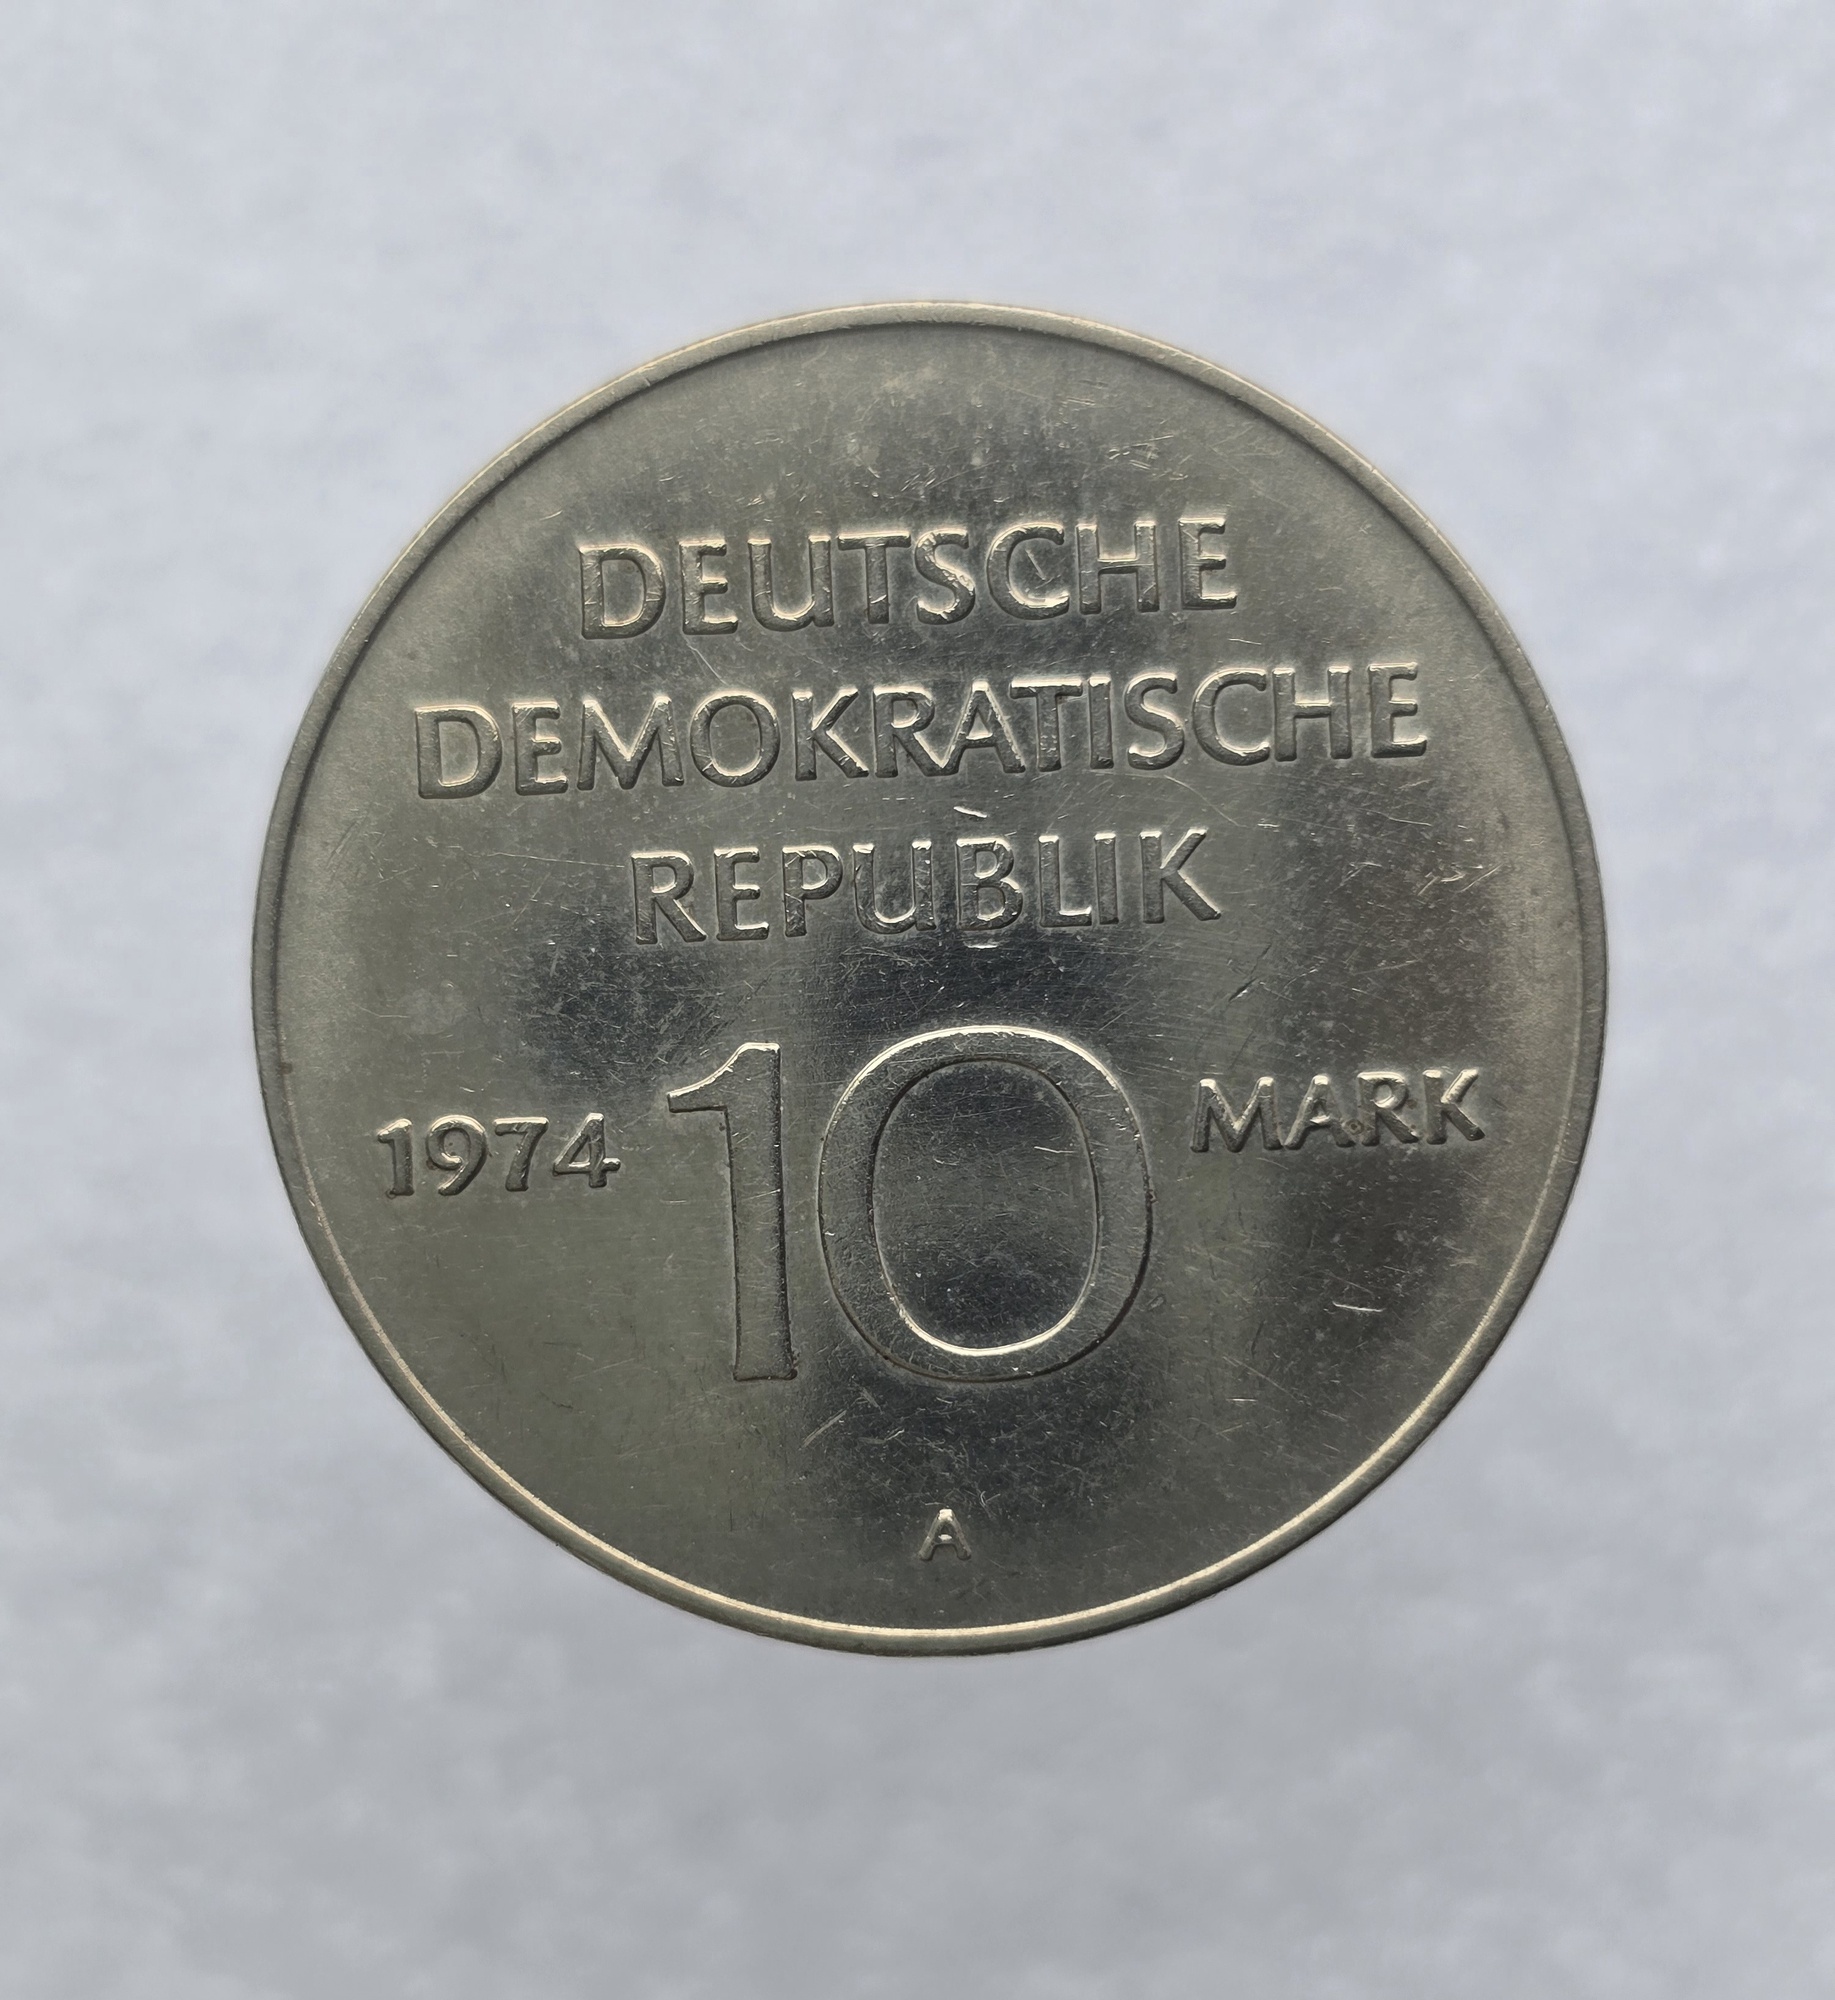 DEUTSCHE
DEMOKRATISCHE
REPUBLIK
1974 10 MARK
A